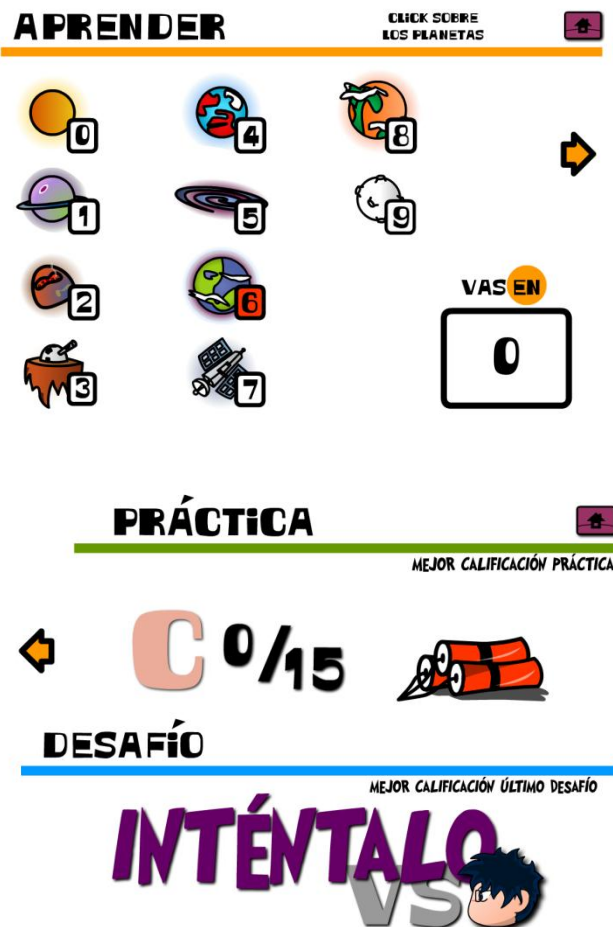 APRENDER
CLICK SOBRE
LOS PLANETAS
0
4
8
1
5
9
2
6
VAS EN
0
3
7
PRÁCTICA
MEJOR CALIFICACIÓN PRÁCTICA
C 0/15
DESAFÍO
MEJOR CALIFICACIÓN ÚLTIMO DESAFÍO
INTÉNTALO
VS